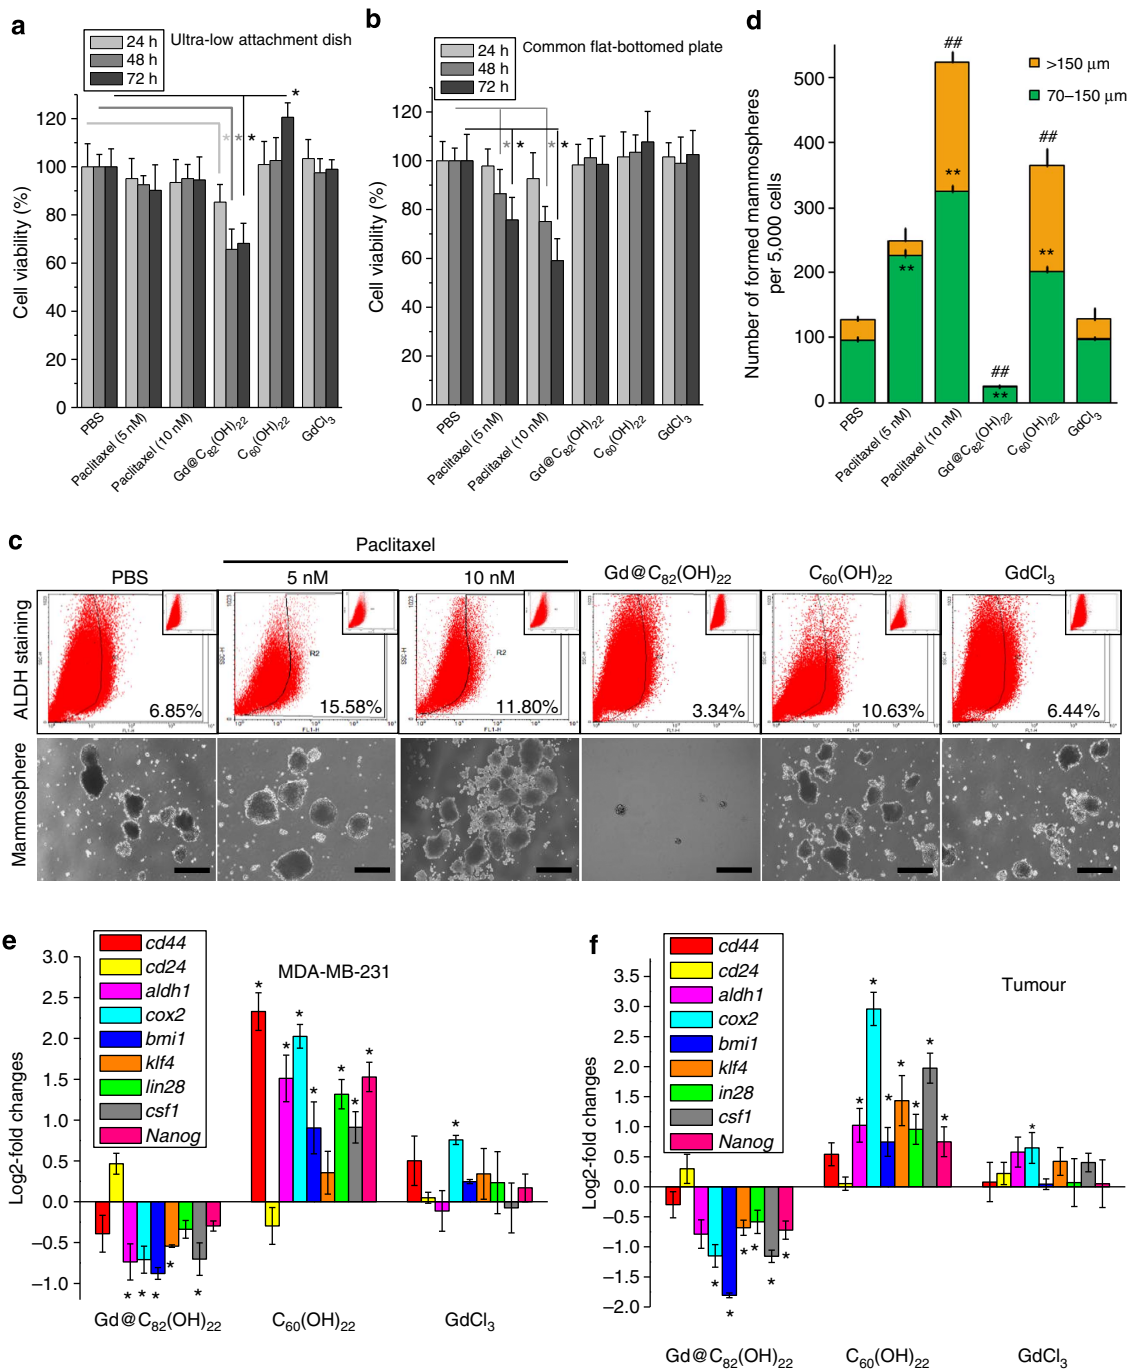 a
24 h
48 h
72 h
Ultra-low attachment dish
Cell viability (%)
120
100
80
60
40
20
0
*
* * *
PBS
Paclitaxel (5 nM)
Paclitaxel (10 nM)
Gd@C82(OH)22
C60(OH)22
GdCl3
b
24 h
48 h
72 h
Common flat-bottomed plate
Cell viability (%)
120
100
80
60
40
20
0
* * * *
PBS
Paclitaxel (5 nM)
Paclitaxel (10 nM)
Gd@C82(OH)22
C60(OH)22
GdCl3
d
>150 μm
70–150 μm
Number of formed mammospheres
per 5,000 cells
500
400
300
200
100
0
##
**
**
##
**
##
**
PBS
Paclitaxel (5 nM)
Paclitaxel (10 nM)
Gd@C82(OH)22
C60(OH)22
GdCl3
c
Paclitaxel
PBS
5 nM
10 nM
Gd@C82(OH)22
C60(OH)22
GdCl3
ALDH staining
R2
R2
6.85%
15.58%
11.80%
3.34%
10.63%
6.44%
FL1-H
FL1-H
FL1-H
FL1-H
FL1-H
FL1-H
Mammosphere
e
cd44
cd24
aldh1
cox2
bmi1
klf4
lin28
csf1
Nanog
MDA-MB-231
Log2-fold changes
3.0
2.5
2.0
1.5
1.0
0.5
0.0
–0.5
–1.0
Gd@C82(OH)22
C60(OH)22
GdCl3
f
cd44
cd24
aldh1
cox2
bmi1
klf4
in28
csf1
Nanog
Tumour
Log2-fold changes
3.5
3.0
2.5
2.0
1.5
1.0
0.5
0.0
–0.5
–1.0
–1.5
–2.0
Gd@C82(OH)22
C60(OH)22
GdCl3